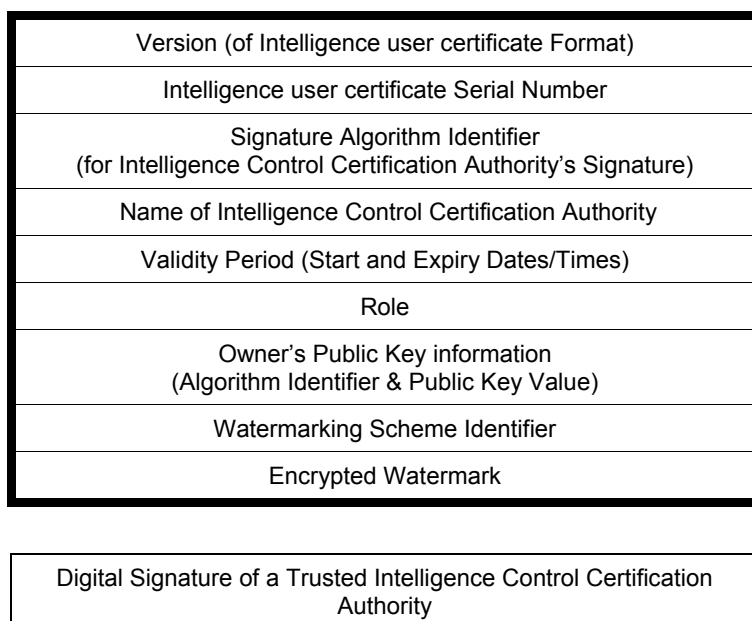 Version (of Intelligence user certificate Format)
Intelligence user certificate Serial Number
Signature Algorithm Identifier
(for Intelligence Control Certification Authority's Signature)
Name of Intelligence Control Certification Authority
Validity Period (Start and Expiry Dates/Times)
Role
Owner's Public Key information
(Algorithm Identifier & Public Key Value)
Watermarking Scheme Identifier
Encrypted Watermark
Digital Signature of a Trusted Intelligence Control Certification
Authority